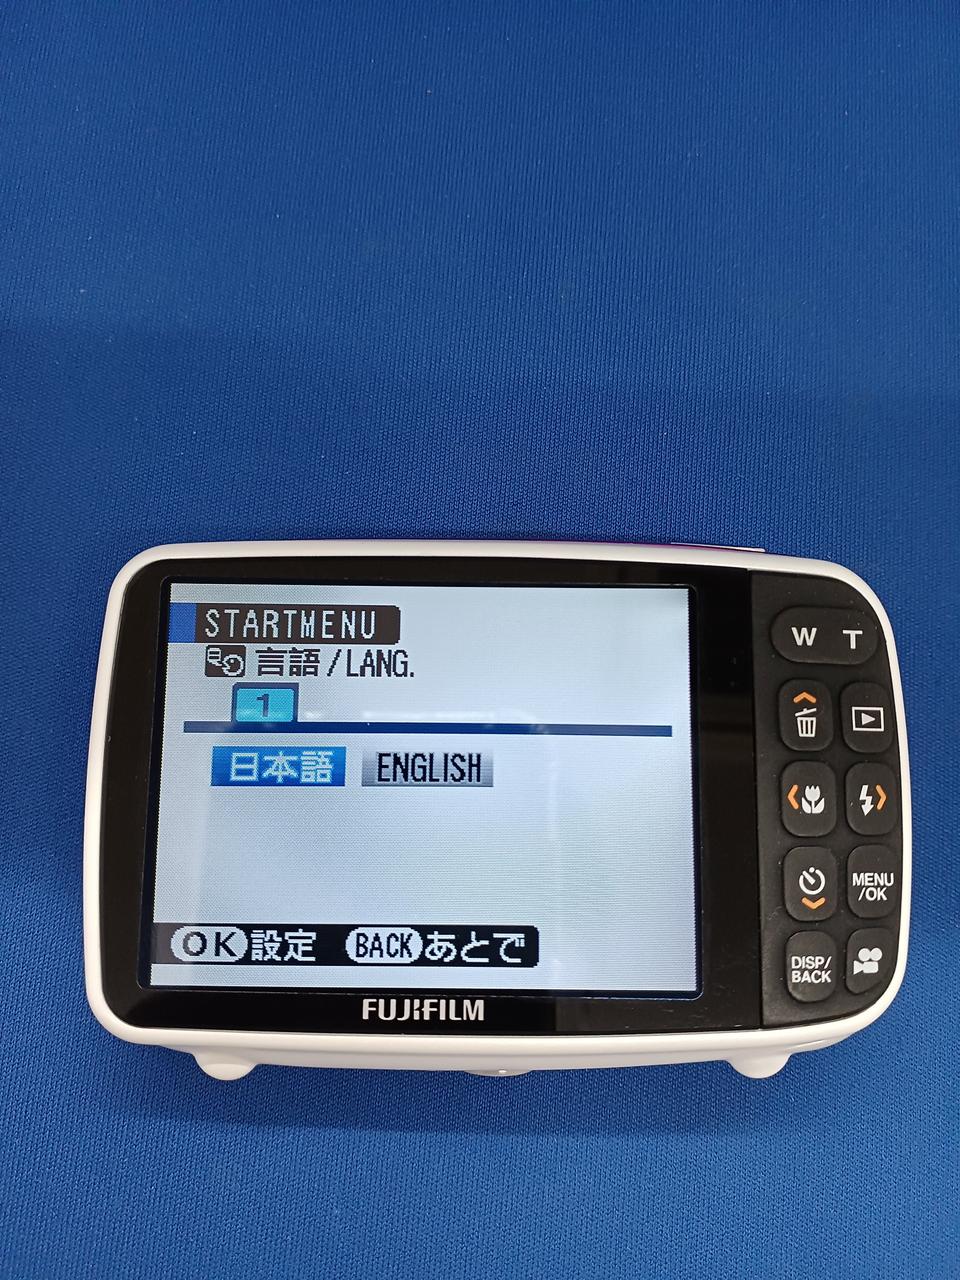 STARTMENU
言語/LANG.
1
日本語 ENGLISH
OK設定 BACKあとで
FUJIFILM
W T
MENU/OK
DISP/BACK